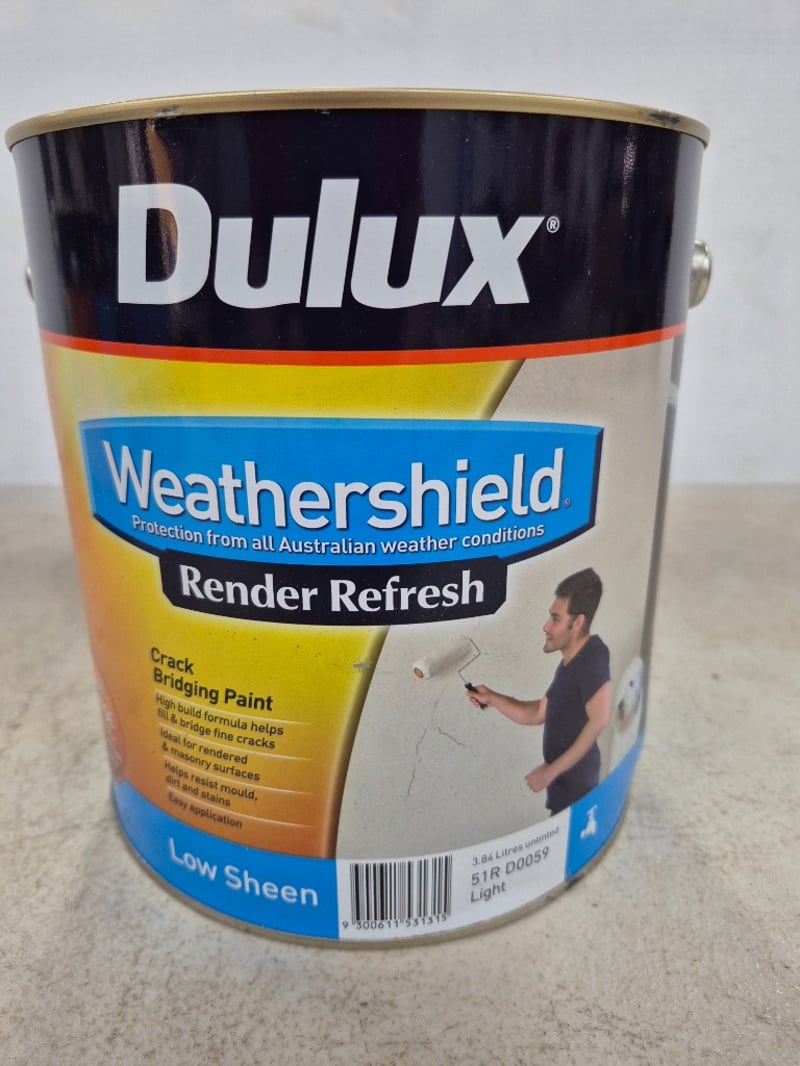 Dulux®
Weathershield®
Protection from all Australian weather conditions
Render Refresh
Crack
Bridging Paint
High build formula helps
fill & bridge fine cracks
Ideal for rendered
& masonry surfaces
Helps resist mould,
dirt and stains
Easy application
Low Sheen
9 300611 531315
3.84 Litres untinted
51R D0059
Light